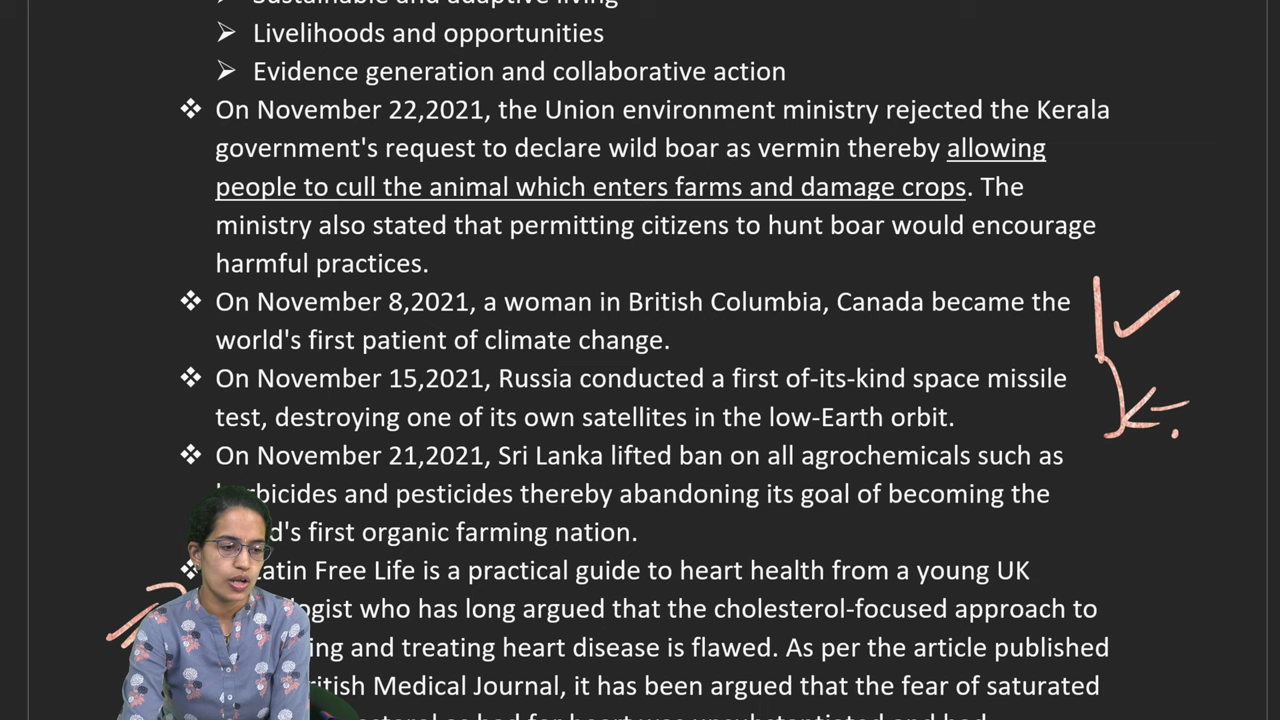 Sustainable and adaptive living
➢ Livelihoods and opportunities
➢ Evidence generation and collaborative action
❖ On November 22,2021, the Union environment ministry rejected the Kerala
government's request to declare wild boar as vermin thereby allowing
people to cull the animal which enters farms and damage crops. The
ministry also stated that permitting citizens to hunt boar would encourage
harmful practices.
❖ On November 8,2021, a woman in British Columbia, Canada became the
world's first patient of climate change.
❖ On November 15,2021, Russia conducted a first of-its-kind space missile
test, destroying one of its own satellites in the low-Earth orbit.
❖ On November 21,2021, Sri Lanka lifted ban on all agrochemicals such as
and pesticides thereby abandoning its goal of becoming the
first organic farming nation.
Free Life is a practical guide to heart health from a young UK
who has long argued that the cholesterol-focused approach to
and treating heart disease is flawed. As per the article published
Medical Journal, it has been argued that the fear of saturated